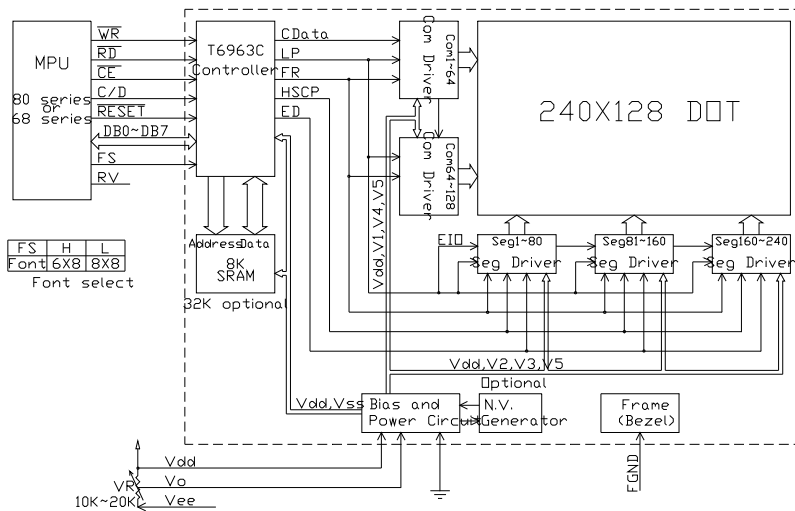 MPU
80 series
or
68 series
WR
RD
CE
C/D
RESET
DB0~DB7
FS
RV
T6963C
Controller
CData
LP
FR
HSCP
ED
Com Driver
Com1~64
Com Driver
Com64~128
240X128 DOT
Vdd,V1,V4,V5
EIO
Seg1~80
Seg Driver
Seg81~160
Seg Driver
Seg160~240
Seg Driver
Address Data
8K
SRAM
32K optional
FS H L
Font 6X8 8X8
Font select
Vdd,V2,V3,V5
Optional
Vdd,Vss
Bias and
Power Circuit
N.V.
Generator
Frame
(Bezel)
FGND
Vdd
Vo
Vee
VR
10K~20K